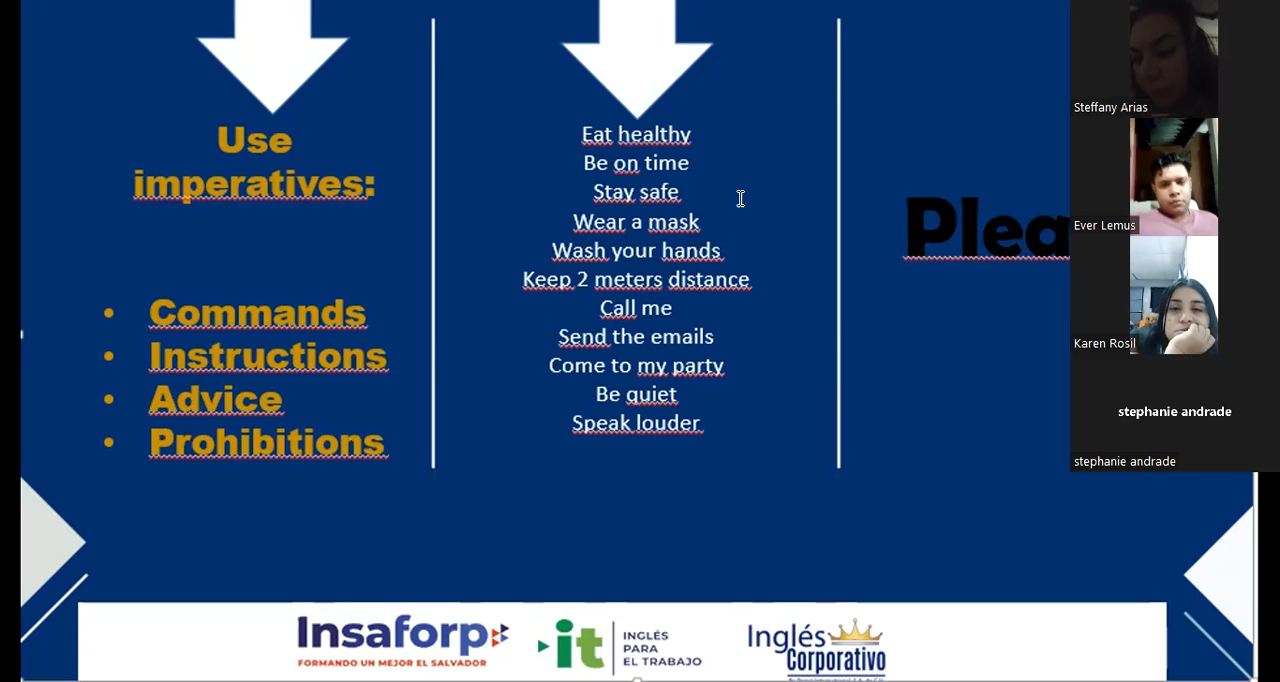 Use
imperatives:
• Commands
• Instructions
• Advice
• Prohibitions
Eat healthy
Be on time
Stay safe
Wear a mask
Wash your hands
Keep 2 meters distance
Call me
Send the emails
Come to my party
Be quiet
Speak louder
Plea
Steffany Arias
Ever Lemus
Karen Rosil
stephanie andrade
stephanie andrade
Insaforp
FORMANDO UN MEJOR EL SALVADOR
it
INGLÉS
PARA
EL TRABAJO
Inglés
Corporativo